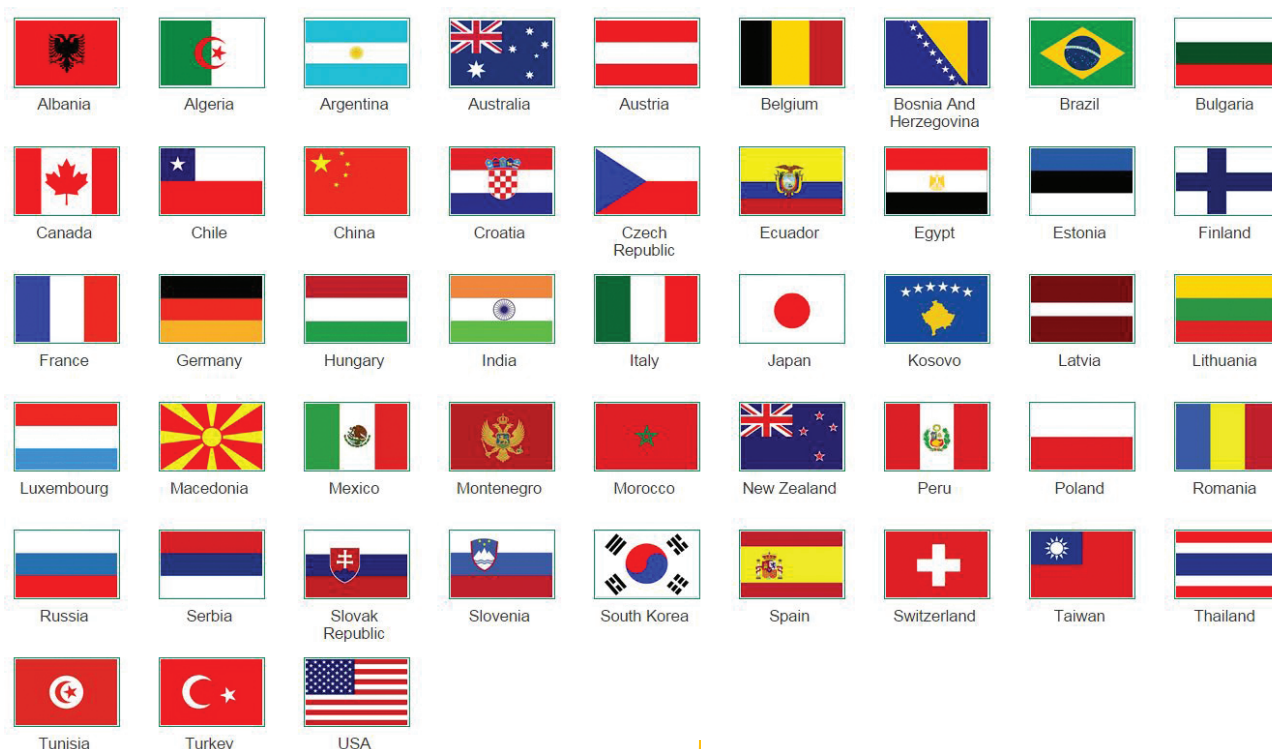 Albania Algeria Argentina Australia Austria Belgium Bosnia And Brazil Bulgaria
Herzegovina
Canada Chile China Croatia Czech Ecuador Egypt Estonia Finland
Republic
France Germany Hungary India Italy Japan Kosovo Latvia Lithuania
Luxembourg Macedonia Mexico Montenegro Morocco New Zealand Peru Poland Romania
Russia Serbia Slovak Slovenia South Korea Spain Switzerland Taiwan Thailand
Republic
Tunisia Turkey USA